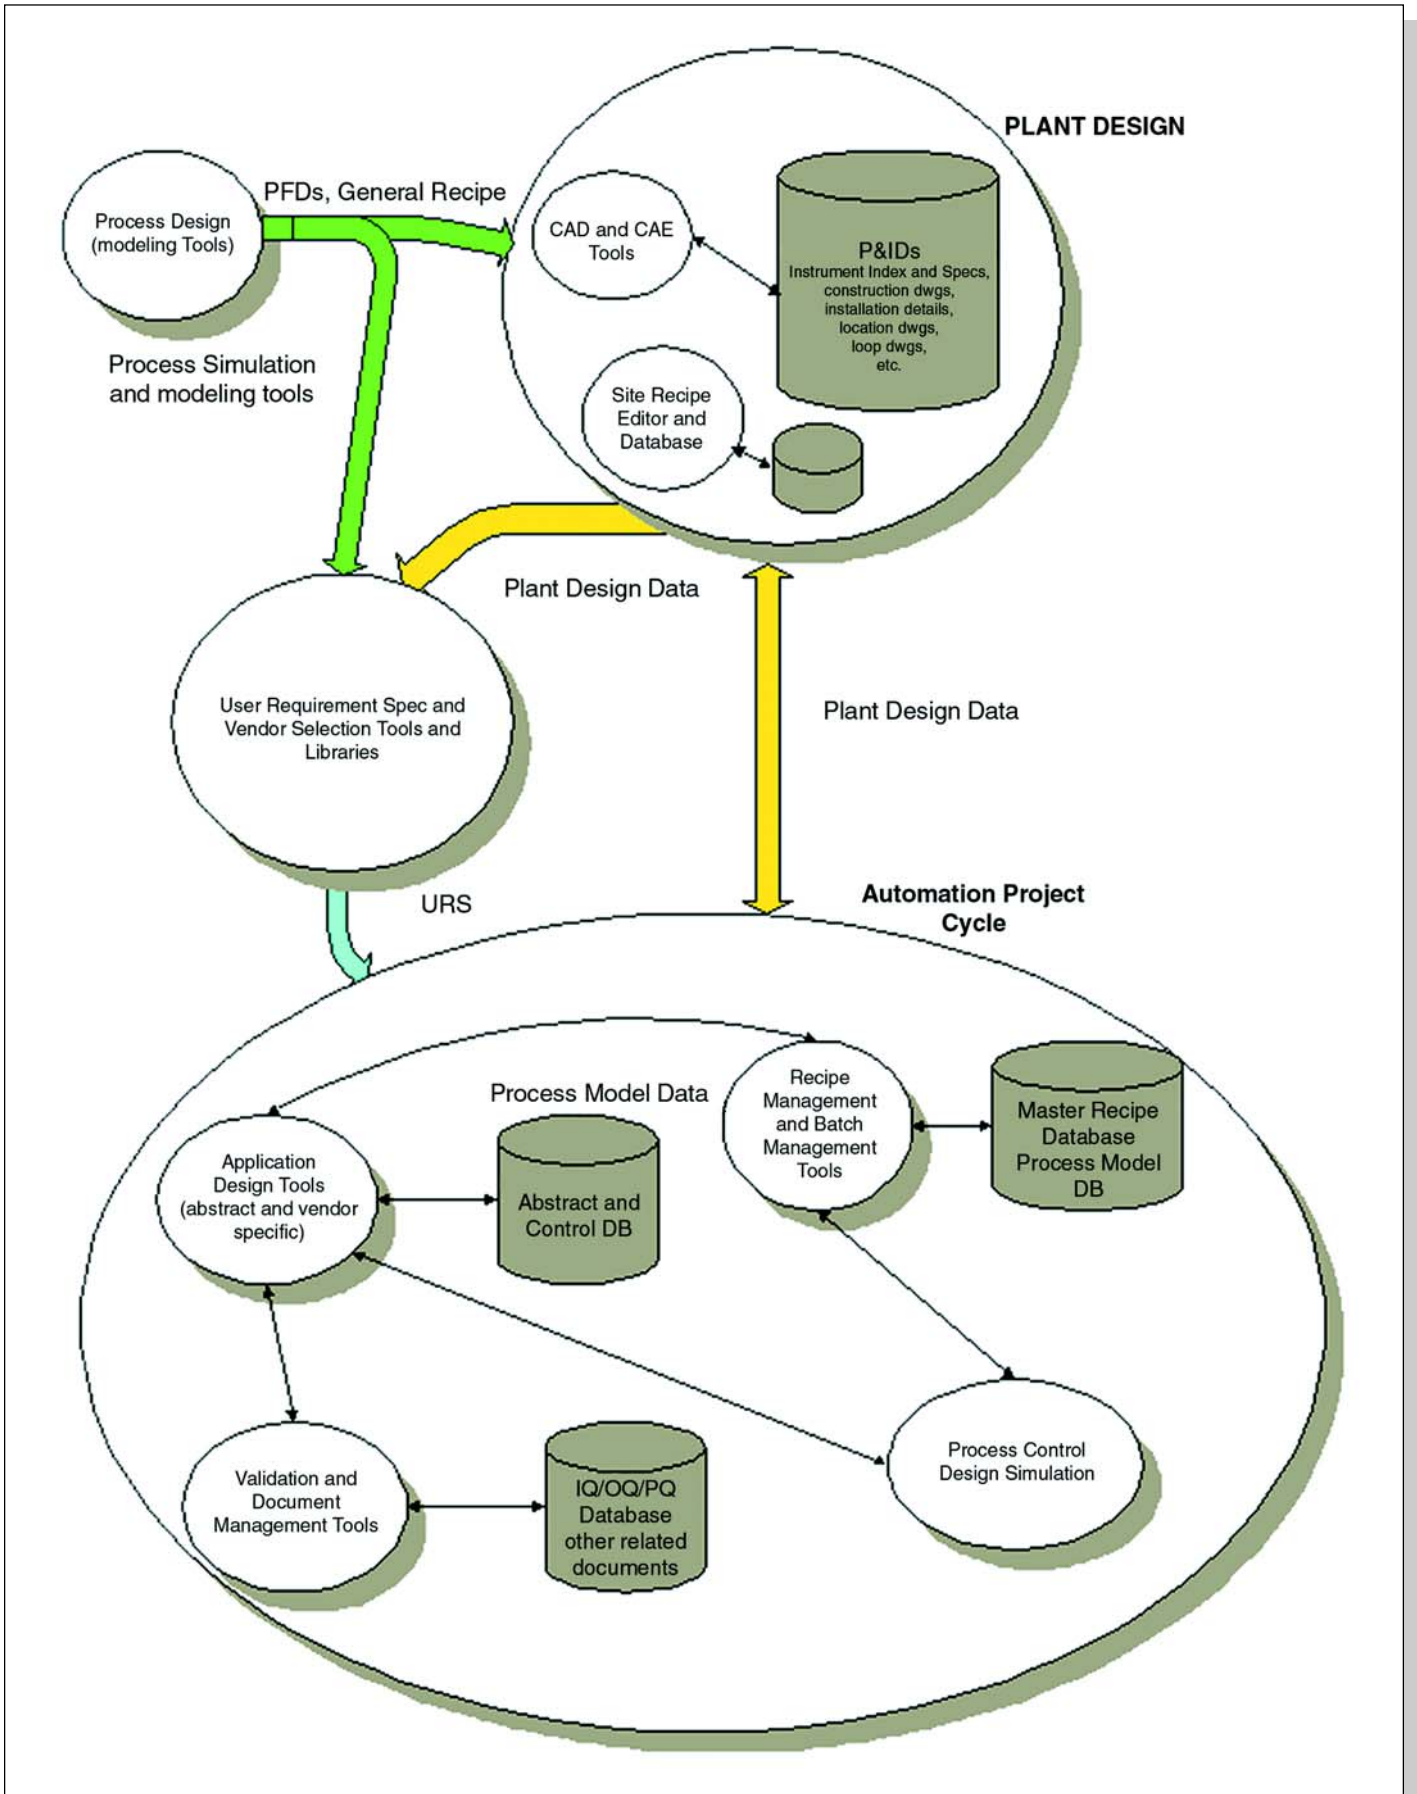 PLANT DESIGN
Process Design
(modeling Tools)
PFDs, General Recipe
CAD and CAE
Tools
P&IDs
Instrument Index and Specs,
construction dwgs,
installation details,
location dwgs,
loop dwgs,
etc.
Process Simulation
and modeling tools
Site Recipe
Editor and
Database
Plant Design Data
User Requirement Spec and
Vendor Selection Tools and
Libraries
Plant Design Data
URS
Automation Project
Cycle
Process Model Data
Recipe
Management
and Batch
Management
Tools
Master Recipe
Database
Process Model
DB
Application
Design Tools
(abstract and vendor
specific)
Abstract and
Control DB
Process Control
Design Simulation
Validation and
Document
Management Tools
IQ/OQ/PQ
Database
other related
documents